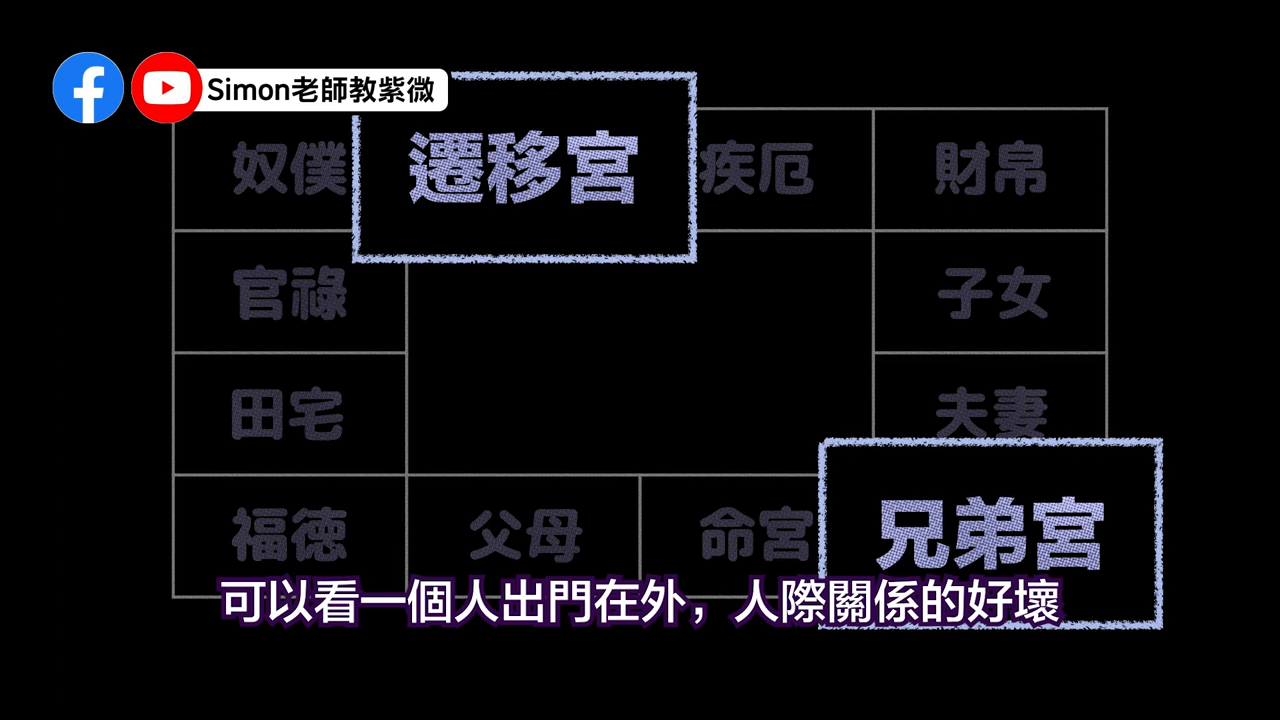 Simon老師教紫微
奴僕
遷移宮
疾厄
財帛
官祿
子女
田宅
夫妻
福德
父母
命宮
兄弟宮
可以看一個人出門在外，人際關係的好壞